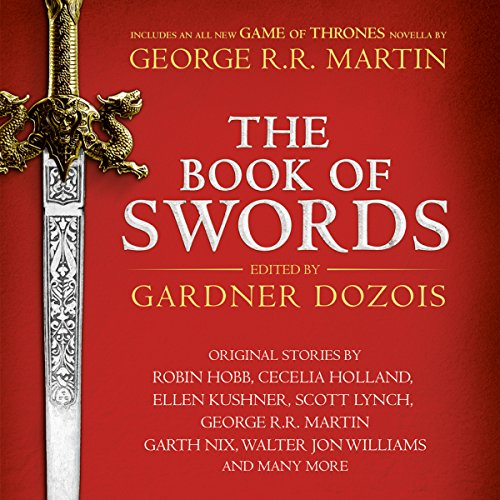 INCLUDES AN ALL NEW GAME OF THRONES NOVELLA BY
GEORGE R.R. MARTIN
THE
BOOK OF
SWORDS
EDITED BY
GARDNER DOZOIS
ORIGINAL STORIES BY
ROBIN HOBB, CECELIA HOLLAND,
ELLEN KUSHNER, SCOTT LYNCH,
GEORGE R.R. MARTIN
GARTH NIX, WALTER JON WILLIAMS
AND MANY MORE